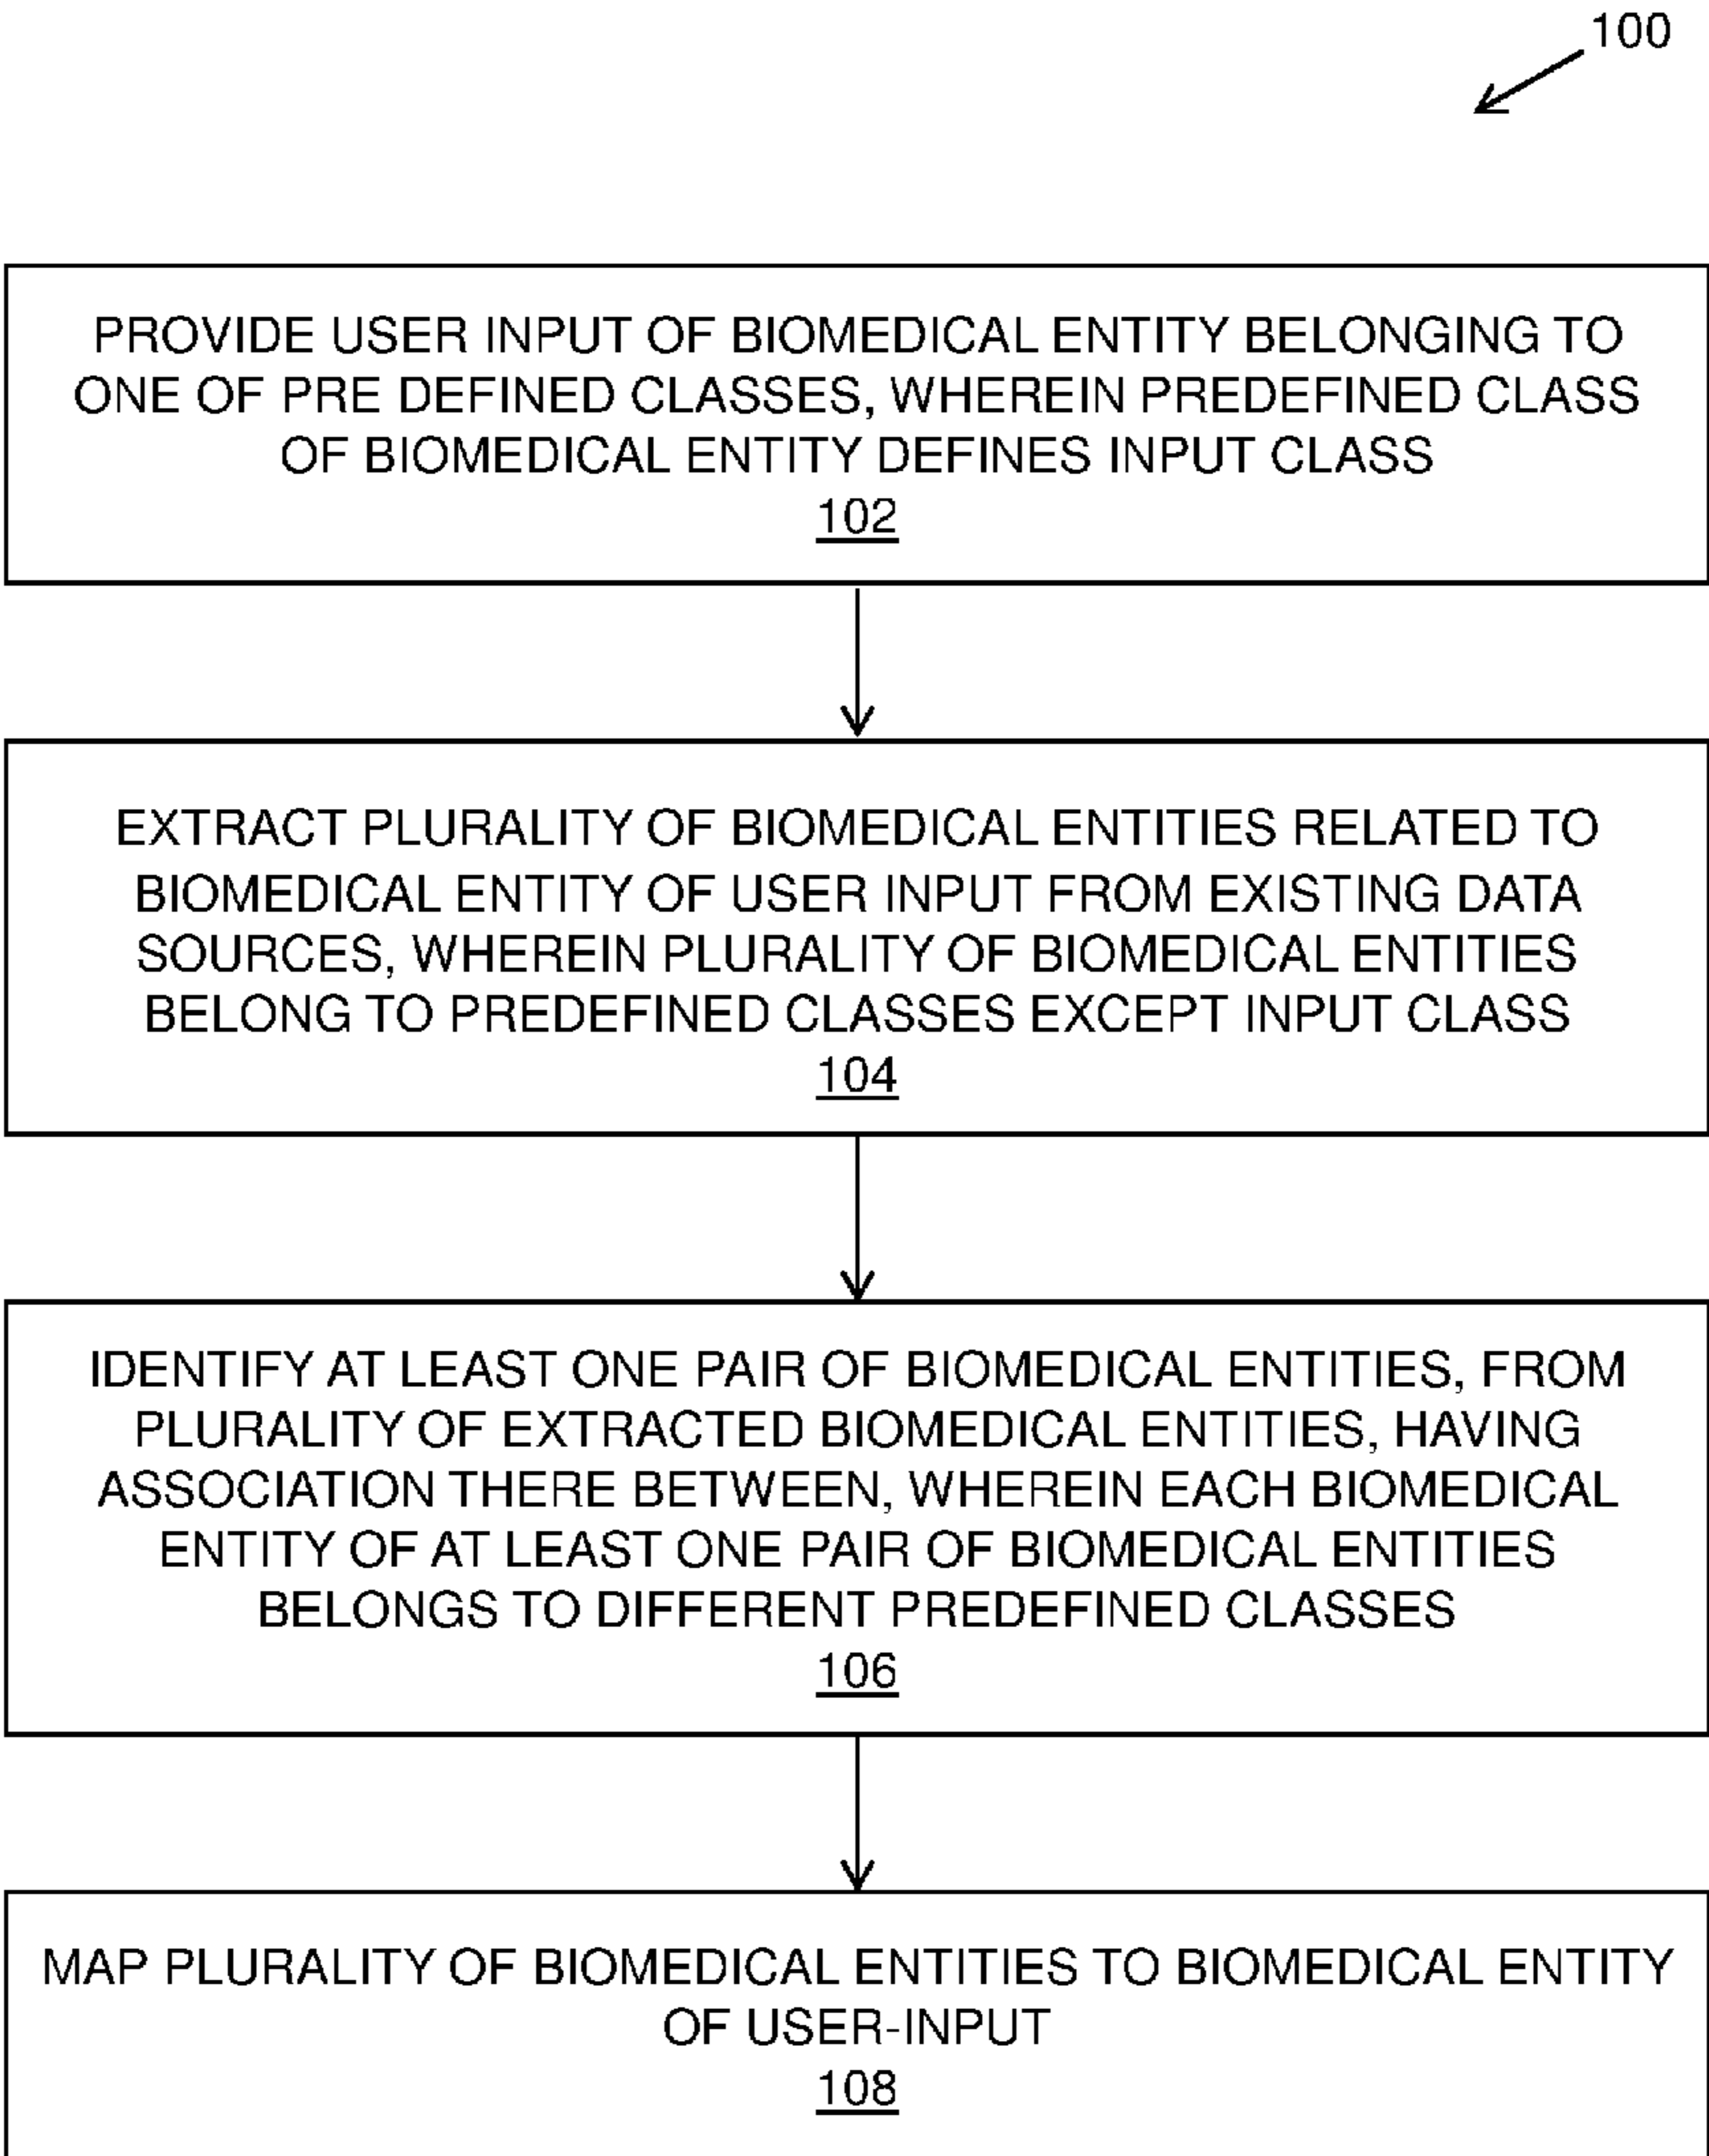 100
PROVIDE USER INPUT OF BIOMEDICAL ENTITY BELONGING TO
ONE OF PRE DEFINED CLASSES, WHEREIN PREDEFINED CLASS
OF BIOMEDICAL ENTITY DEFINES INPUT CLASS
102
EXTRACT PLURALITY OF BIOMEDICAL ENTITIES RELATED TO
BIOMEDICAL ENTITY OF USER INPUT FROM EXISTING DATA
SOURCES, WHEREIN PLURALITY OF BIOMEDICAL ENTITIES
BELONG TO PREDEFINED CLASSES EXCEPT INPUT CLASS
104
IDENTIFY AT LEAST ONE PAIR OF BIOMEDICAL ENTITIES, FROM
PLURALITY OF EXTRACTED BIOMEDICAL ENTITIES, HAVING
ASSOCIATION THERE BETWEEN, WHEREIN EACH BIOMEDICAL
ENTITY OF AT LEAST ONE PAIR OF BIOMEDICAL ENTITIES
BELONGS TO DIFFERENT PREDEFINED CLASSES
106
MAP PLURALITY OF BIOMEDICAL ENTITIES TO BIOMEDICAL ENTITY
OF USER-INPUT
108